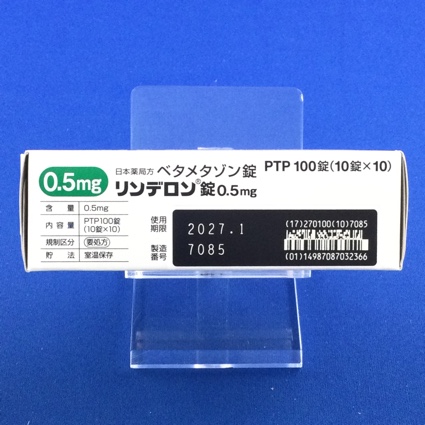 0.5mg
日本薬局方 ベタメタゾン錠 PTP 100錠(10錠×10)
リンデロン®錠0.5mg
含 量 0.5mg
内容量 PTP100錠
(10錠×10)
規制区分 要処方
貯 法 室温保存
使用
期限 2027.1
製造
番号 7085
(17)270100(10)7085
(01)14987087032366